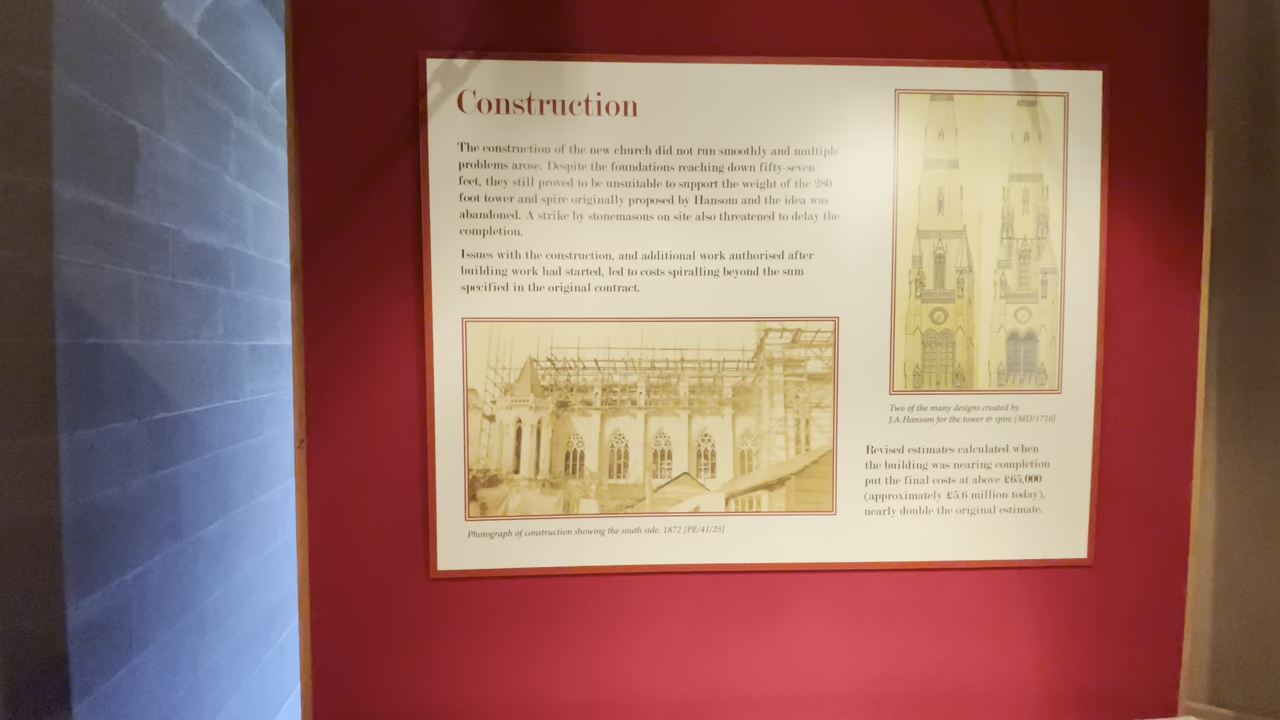 Construction
The construction of the new church did not run smoothly and multiple
problems arose. Despite the foundations reaching down fifty-seven
feet, they still proved to be unsuitable to support the weight of the 280
foot tower and spire originally proposed by Hansom and the idea was
abandoned. A strike by stonemasons on site also threatened to delay the
completion.
Issues with the construction, and additional work authorised after
building work had started, led to costs spiralling beyond the sum
specified in the original contract.
Photograph of construction showing the south side, 1872 [PE/41/25]
Two of the many designs created by
J.A.Hansom for the tower & spire [MD/1710]
Revised estimates calculated when
the building was nearing completion
put the final costs at above £65,000
(approximately £5.6 million today),
nearly double the original estimate.